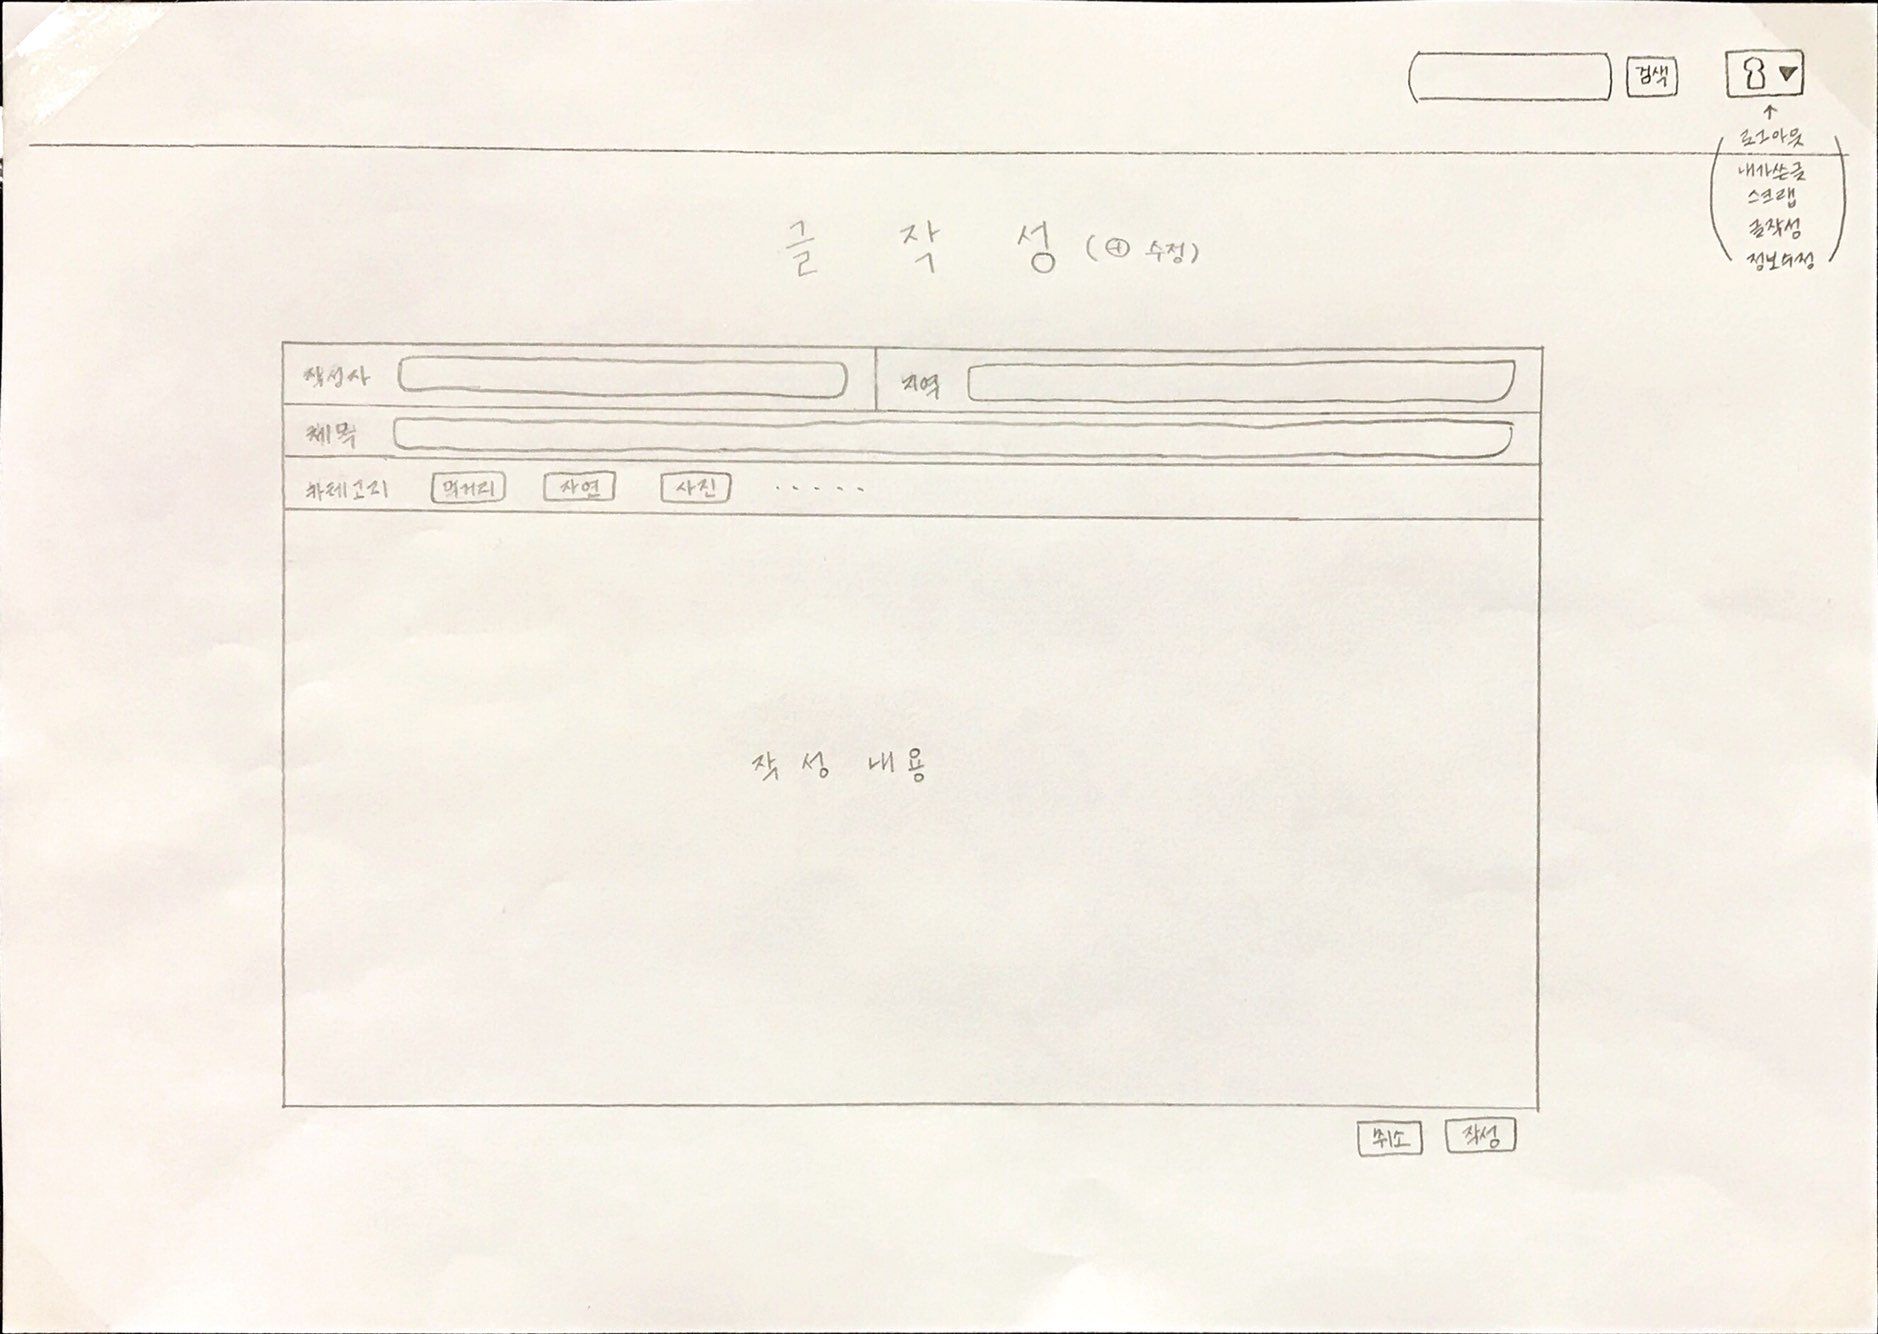 검색
로그아웃
내가쓴글
스크랩
글작성
정보수정
글 작 성 (⊕ 수정)
작성자
지역
제목
카테고리 먹거리 자연 사진 ·····
작성 내용
취소 작성